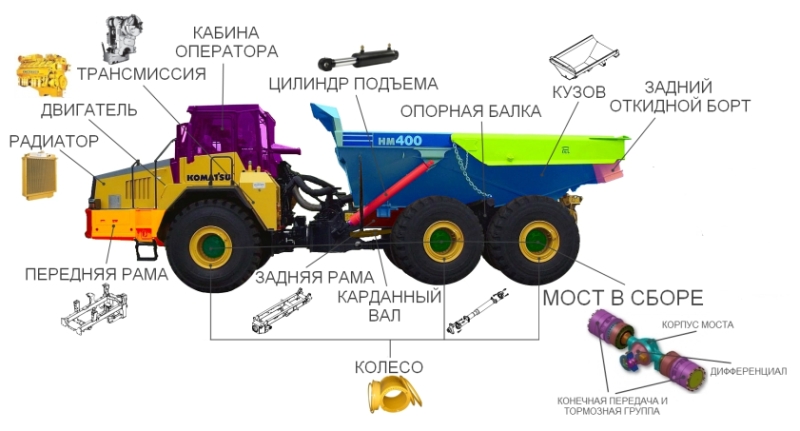 КАБИНА
ОПЕРАТОРА
ТРАНСМИССИЯ
ДВИГАТЕЛЬ
РАДИАТОР
ЦИЛИНДР ПОДЪЕМА
ОПОРНАЯ БАЛКА
КУЗОВ
ЗАДНИЙ
ОТКИДНОЙ БОРТ
HM400
KOMATSU
ПЕРЕДНЯЯ РАМА
ЗАДНЯЯ РАМА
КАРДАННЫЙ
ВАЛ
МОСТ В СБОРЕ
КОРПУС МОСТА
ДИФФЕРЕНЦИАЛ
КОНЕЧНАЯ ПЕРЕДАЧА И
ТОРМОЗНАЯ ГРУППА
КОЛЕСО